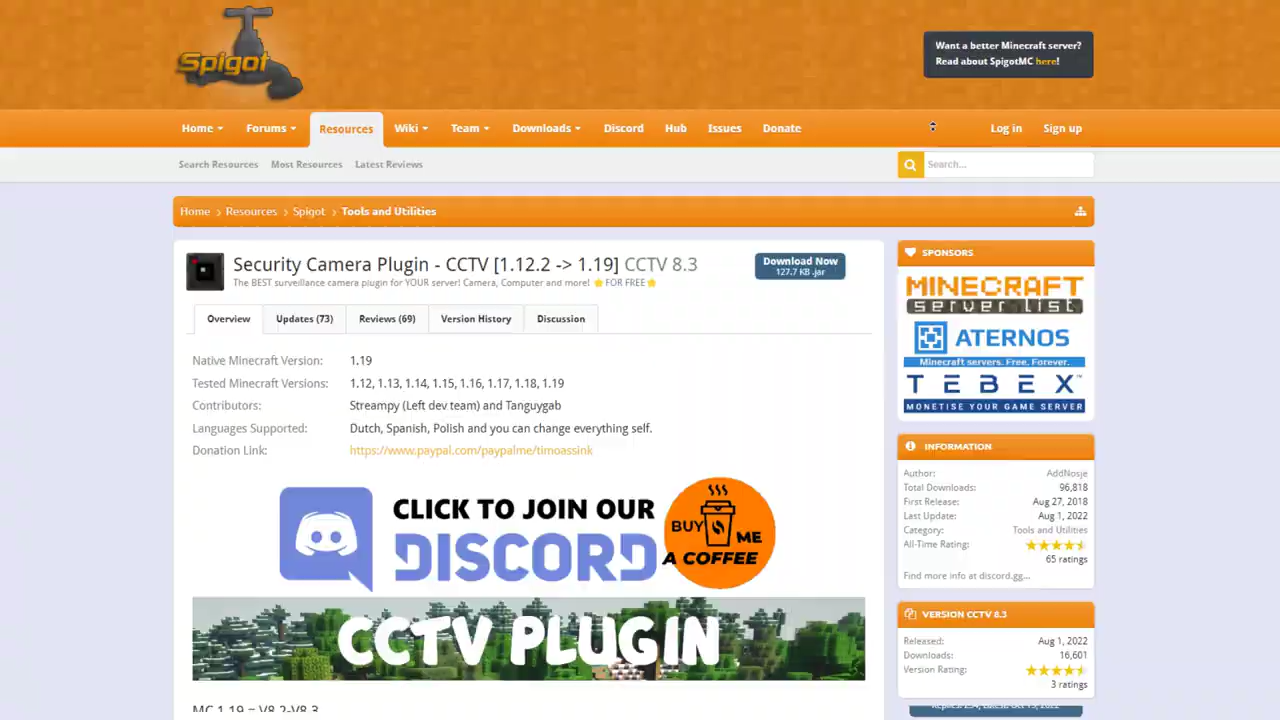 Spigot
Want a better Minecraft server?
Read about SpigotMC here!
Home Forums Resources Wiki Team Downloads Discord Hub Issues Donate Log in Sign up
Search Resources Most Resources Latest Reviews Search...
Home Resources Spigot Tools and Utilities
Security Camera Plugin - CCTV [1.12.2 -> 1.19] CCTV 8.3
The BEST surveillance camera plugin for YOUR server! Camera, Computer and more! ⭐FOR FREE⭐
Download Now
127.7 KB .jar
Overview Updates (73) Reviews (69) Version History Discussion
Native Minecraft Version: 1.19
Tested Minecraft Versions: 1.12, 1.13, 1.14, 1.15, 1.16, 1.17, 1.18, 1.19
Contributors: Streampy (Left dev team) and Tanguygab
Languages Supported: Dutch, Spanish, Polish and you can change everything self.
Donation Link: https://www.paypal.com/paypalme/timoassink
CLICK TO JOIN OUR
DISCORD
BUY ME
A COFFEE
CCTV PLUGIN
MC 1.19 = V8.2-V8.3
SPONSORS
MINECRAFT
server list
ATERNOS
Minecraft servers. Free. Forever.
TEBEX™
MONETISE YOUR GAME SERVER
INFORMATION
Author: AddNosje
Total Downloads: 96,818
First Release: Aug 27, 2018
Last Update: Aug 1, 2022
Category: Tools and Utilities
All-Time Rating:
65 ratings
Find more info at discord.gg...
VERSION CCTV 8.3
Released: Aug 1, 2022
Downloads: 16,601
Version Rating:
3 ratings